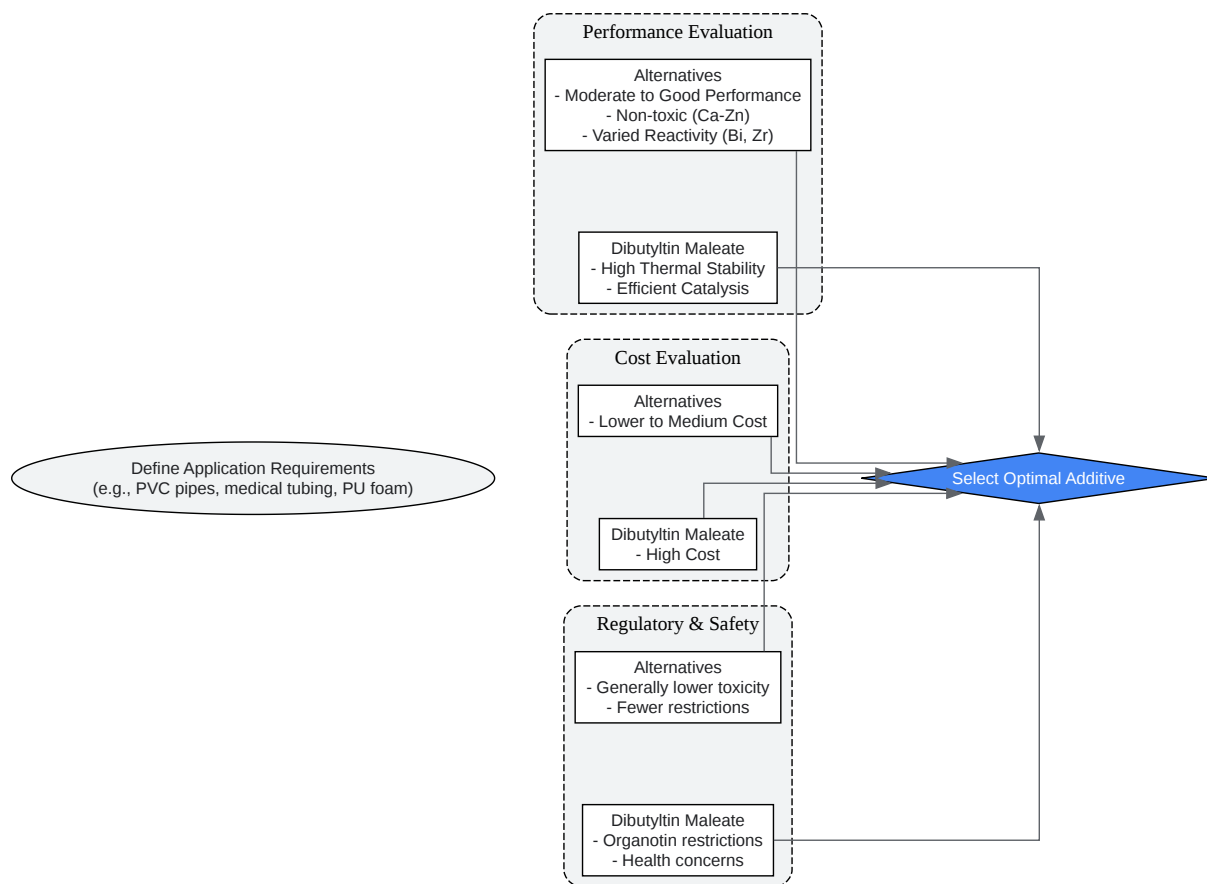 Performance Evaluation
Alternatives
- Moderate to Good Performance
- Non-toxic (Ca-Zn)
- Varied Reactivity (Bi, Zr)
Dibutyltin Maleate
- High Thermal Stability
- Efficient Catalysis
Cost Evaluation
Alternatives
- Lower to Medium Cost
Define Application Requirements
(e.g., PVC pipes, medical tubing, PU foam)
Select Optimal Additive
Dibutyltin Maleate
- High Cost
Regulatory & Safety
Alternatives
- Generally lower toxicity
- Fewer restrictions
Dibutyltin Maleate
- Organotin restrictions
- Health concerns